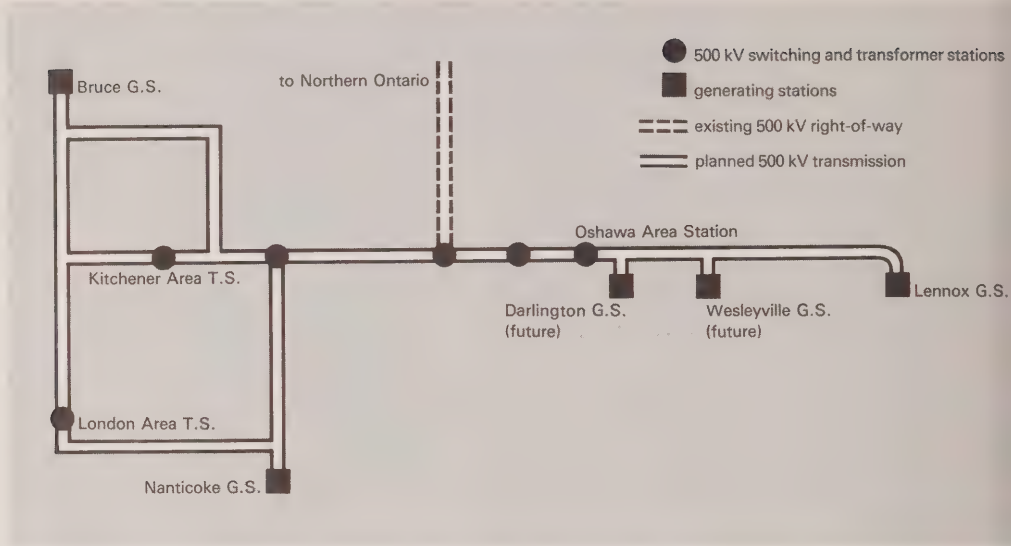 500 kV switching and transformer stations
generating stations
existing 500 kV right-of-way
planned 500 kV transmission
Bruce G.S.
to Northern Ontario
Oshawa Area Station
Kitchener Area T.S.
Darlington G.S.
(future)
Wesleyville G.S.
(future)
Lennox G.S.
London Area T.S.
Nanticoke G.S.